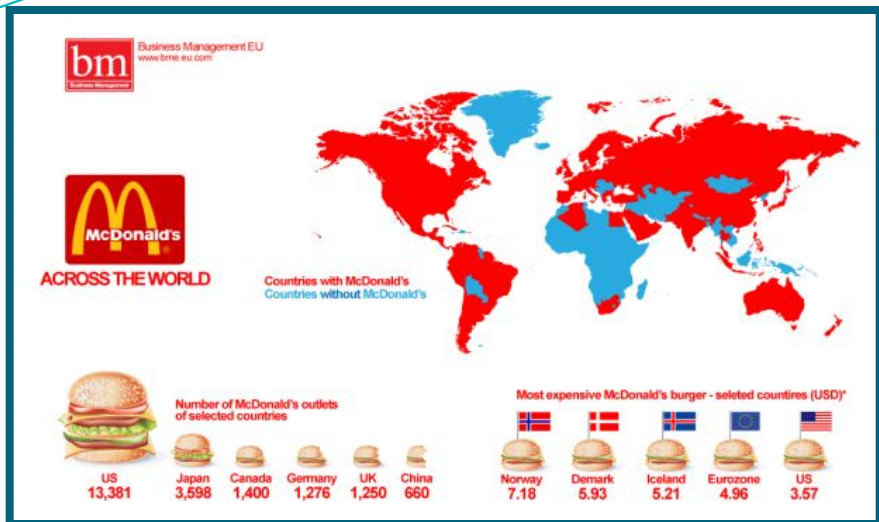 bm
Business Management
Business Management EU
www.bme.eu.com
McDonald's
ACROSS THE WORLD
Countries with McDonald's
Countries without McDonald's
Number of McDonald's outlets
of selected countries
US
13,381
Japan
3,598
Canada
1,400
Germany
1,276
UK
1,250
China
660
Most expensive McDonald's burger - seleted countires (USD)*
Norway
7.18
Demark
5.93
Iceland
5.21
Eurozone
4.96
US
3.57